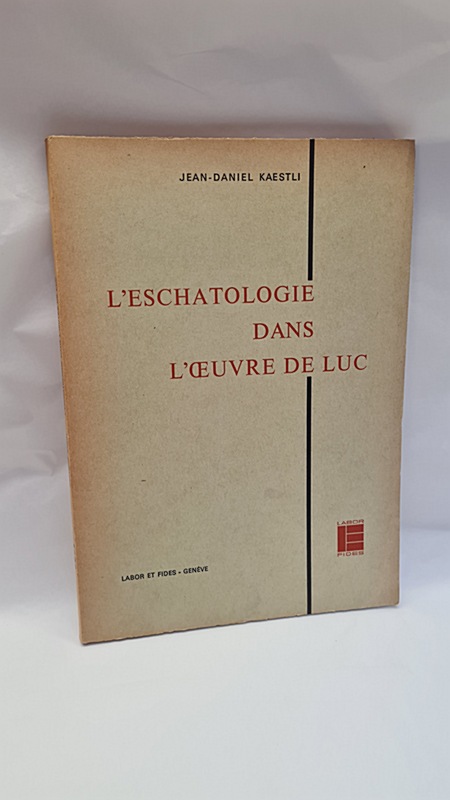 JEAN-DANIEL KAESTLI
L'ESCHATOLOGIE
DANS
L'ŒUVRE DE LUC
LABOR
FIDES
LABOR ET FIDES - GENÈVE